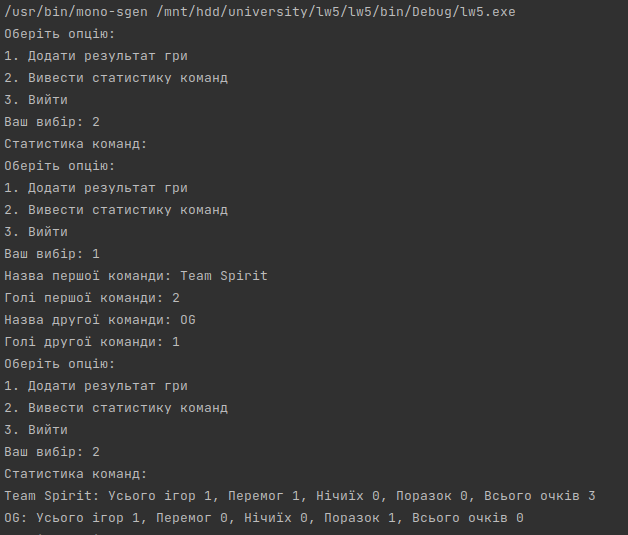 /usr/bin/mono-sgen /mnt/hdd/university/lw5/lw5/bin/Debug/lw5.exe
Оберіть опцію:
1. Додати результат гри
2. Вивести статистику команд
3. Вийти
Ваш вибір: 2
Статистика команд:
Оберіть опцію:
1. Додати результат гри
2. Вивести статистику команд
3. Вийти
Ваш вибір: 1
Назва першої команди: Team Spirit
Голі першої команди: 2
Назва другої команди: OG
Голі другої команди: 1
Оберіть опцію:
1. Додати результат гри
2. Вивести статистику команд
3. Вийти
Ваш вибір: 2
Статистика команд:
Team Spirit: Усього ігор 1, Перемог 1, Нічиїх 0, Поразок 0, Всього очків 3
OG: Усього ігор 1, Перемог 0, Нічиїх 0, Поразок 1, Всього очків 0